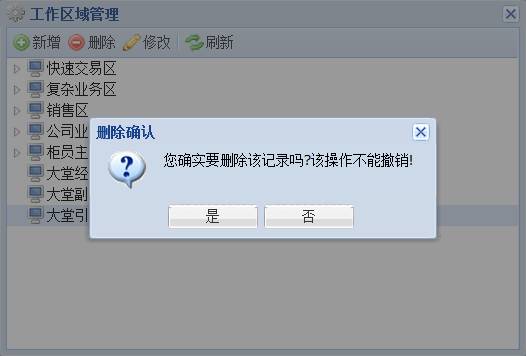 工作区域管理
新增 删除 修改 刷新
快速交易区
复杂业务区
销售区
公司业
柜员主
大堂经
大堂副
大堂引
删除确认
您确实要删除该记录吗?该操作不能撤销!
是 否